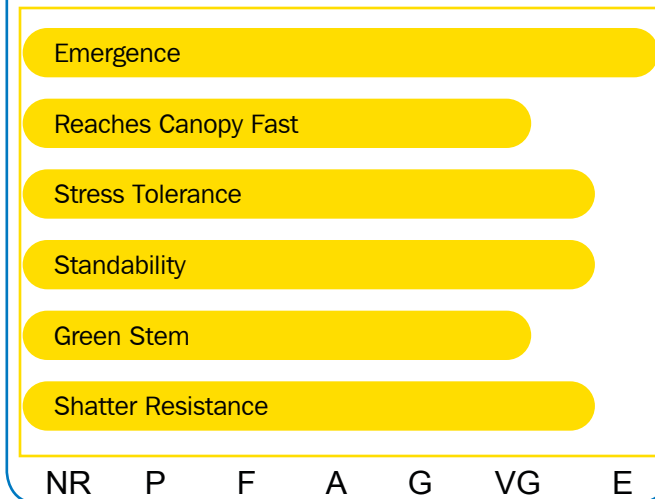 Emergence
Reaches Canopy Fast
Stress Tolerance
Standability
Green Stem
Shatter Resistance
NR P F A G VG E